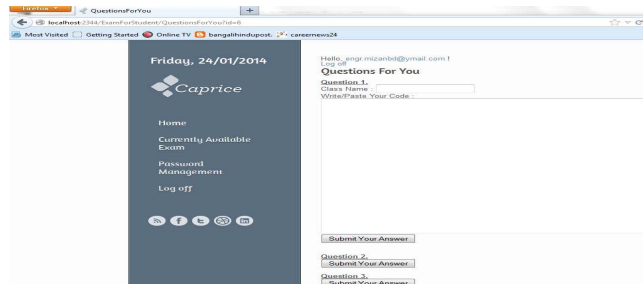 Firefox
QuestionsForYou
localhost:2344/ExamForStudent/QuestionsForYou?id=6
Most Visited Getting Started Online TV bangalihindupost. careernews24
Friday, 24/01/2014
Caprice
Home
Currently Available
Exam
Password
Management
Log off
Hello, engr.mizanbd@ymail.com !
Log off
Questions For You
Question 1.
Class Name :
Write/Paste Your Code :
Submit Your Answer
Question 2.
Submit Your Answer
Question 3.
Submit Your Answer